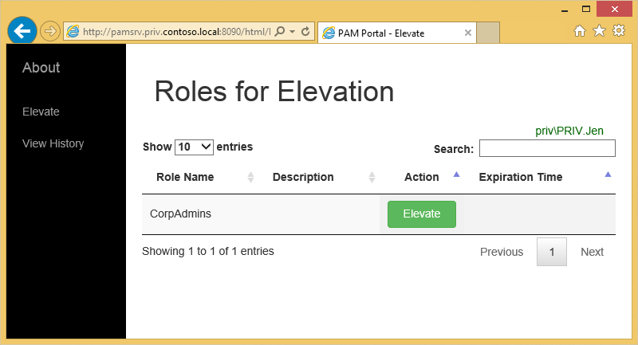 http://pamsrv.priv.contoso.local:8090/html/
PAM Portal - Elevate
About
Elevate
View History
Roles for Elevation
priv\PRIV.Jen
Show 10 entries
Search:
Role Name Description Action Expiration Time
CorpAdmins Elevate
Showing 1 to 1 of 1 entries
Previous 1 Next